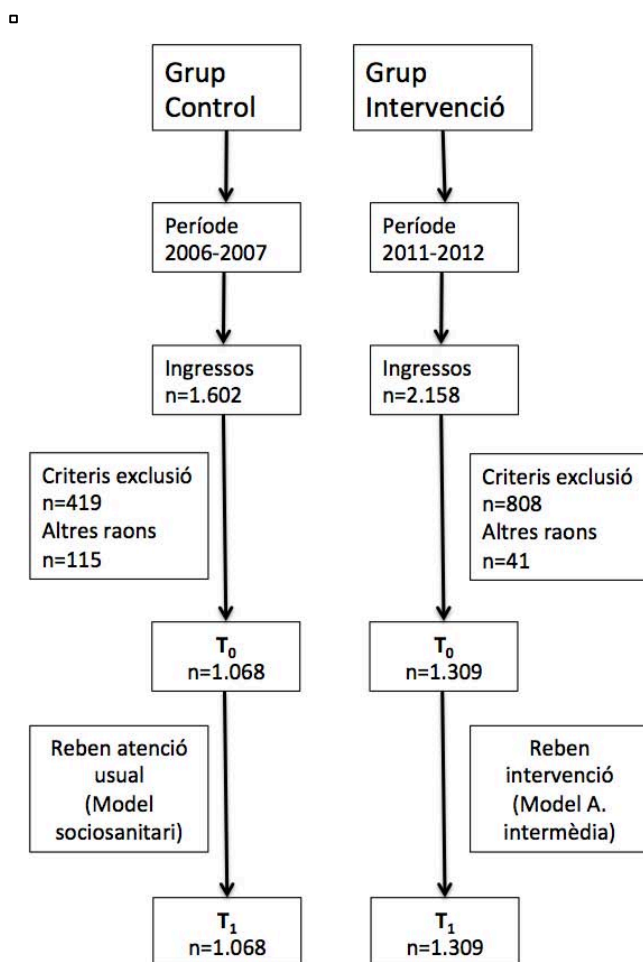 Grup
Control
Grup
Intervenció
Període
2006-2007
Període
2011-2012
Ingressos
n=1.602
Ingressos
n=2.158
Criteris exclusió
n=419
Altres raons
n=115
Criteris exclusió
n=808
Altres raons
n=41
T₀
n=1.068
T₀
n=1.309
Reben atenció
usual
(Model
sociosanitari)
Reben
intervenció
(Model A.
intermèdia)
T₁
n=1.068
T₁
n=1.309